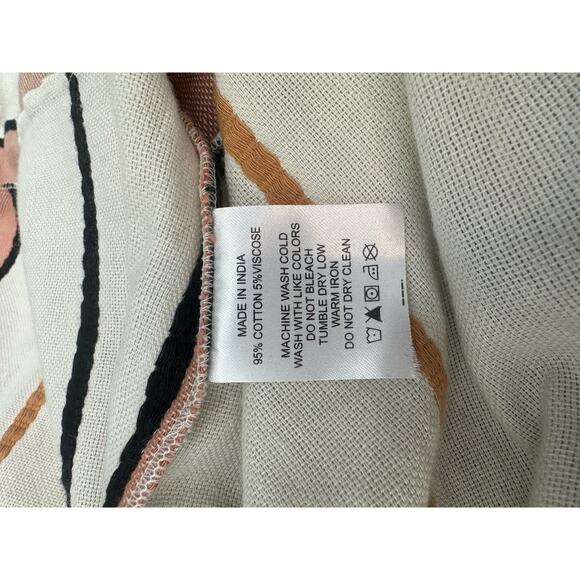 MADE IN INDIA
95% COTTON 5%VISCOSE
MACHINE WASH COLD
WASH WITH LIKE COLORS
DO NOT BLEACH
TUMBLE DRY LOW
WARM IRON
DO NOT DRY CLEAN